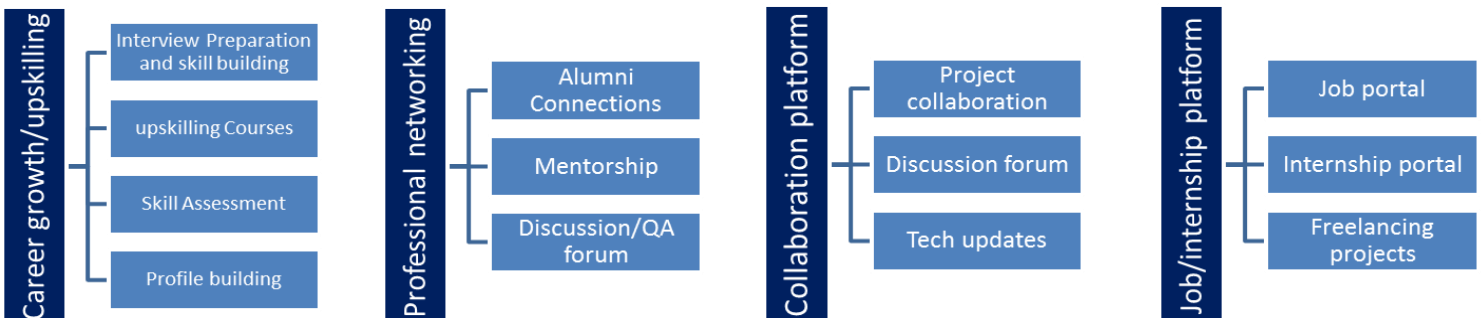 Career growth/upskilling
Interview Preparation
and skill building
upskilling Courses
Skill Assessment
Profile building
Professional networking
Alumni
Connections
Mentorship
Discussion/QA
forum
Collaboration platform
Project
collaboration
Discussion forum
Tech updates
Job/internship platform
Job portal
Internship portal
Freelancing
projects